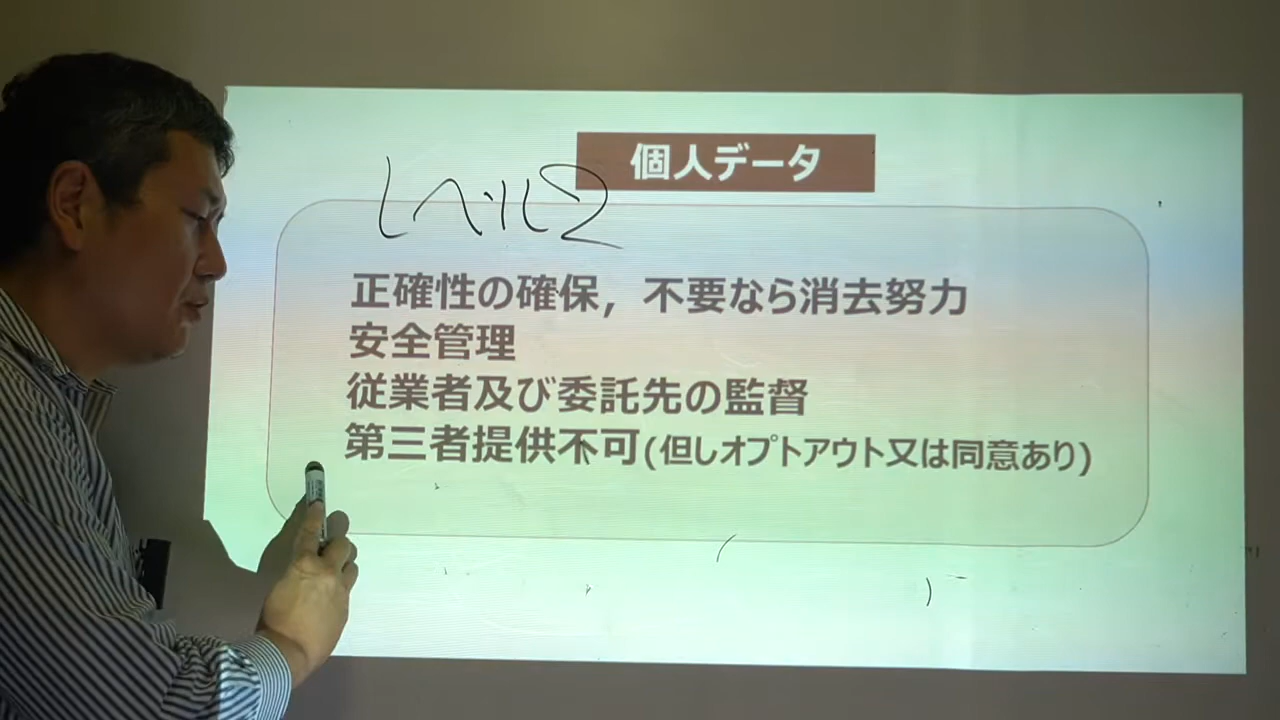 個人データ
レベル2
正確性の確保，不要なら消去努力
安全管理
従業者及び委託先の監督
第三者提供不可(但しオプトアウト又は同意あり)